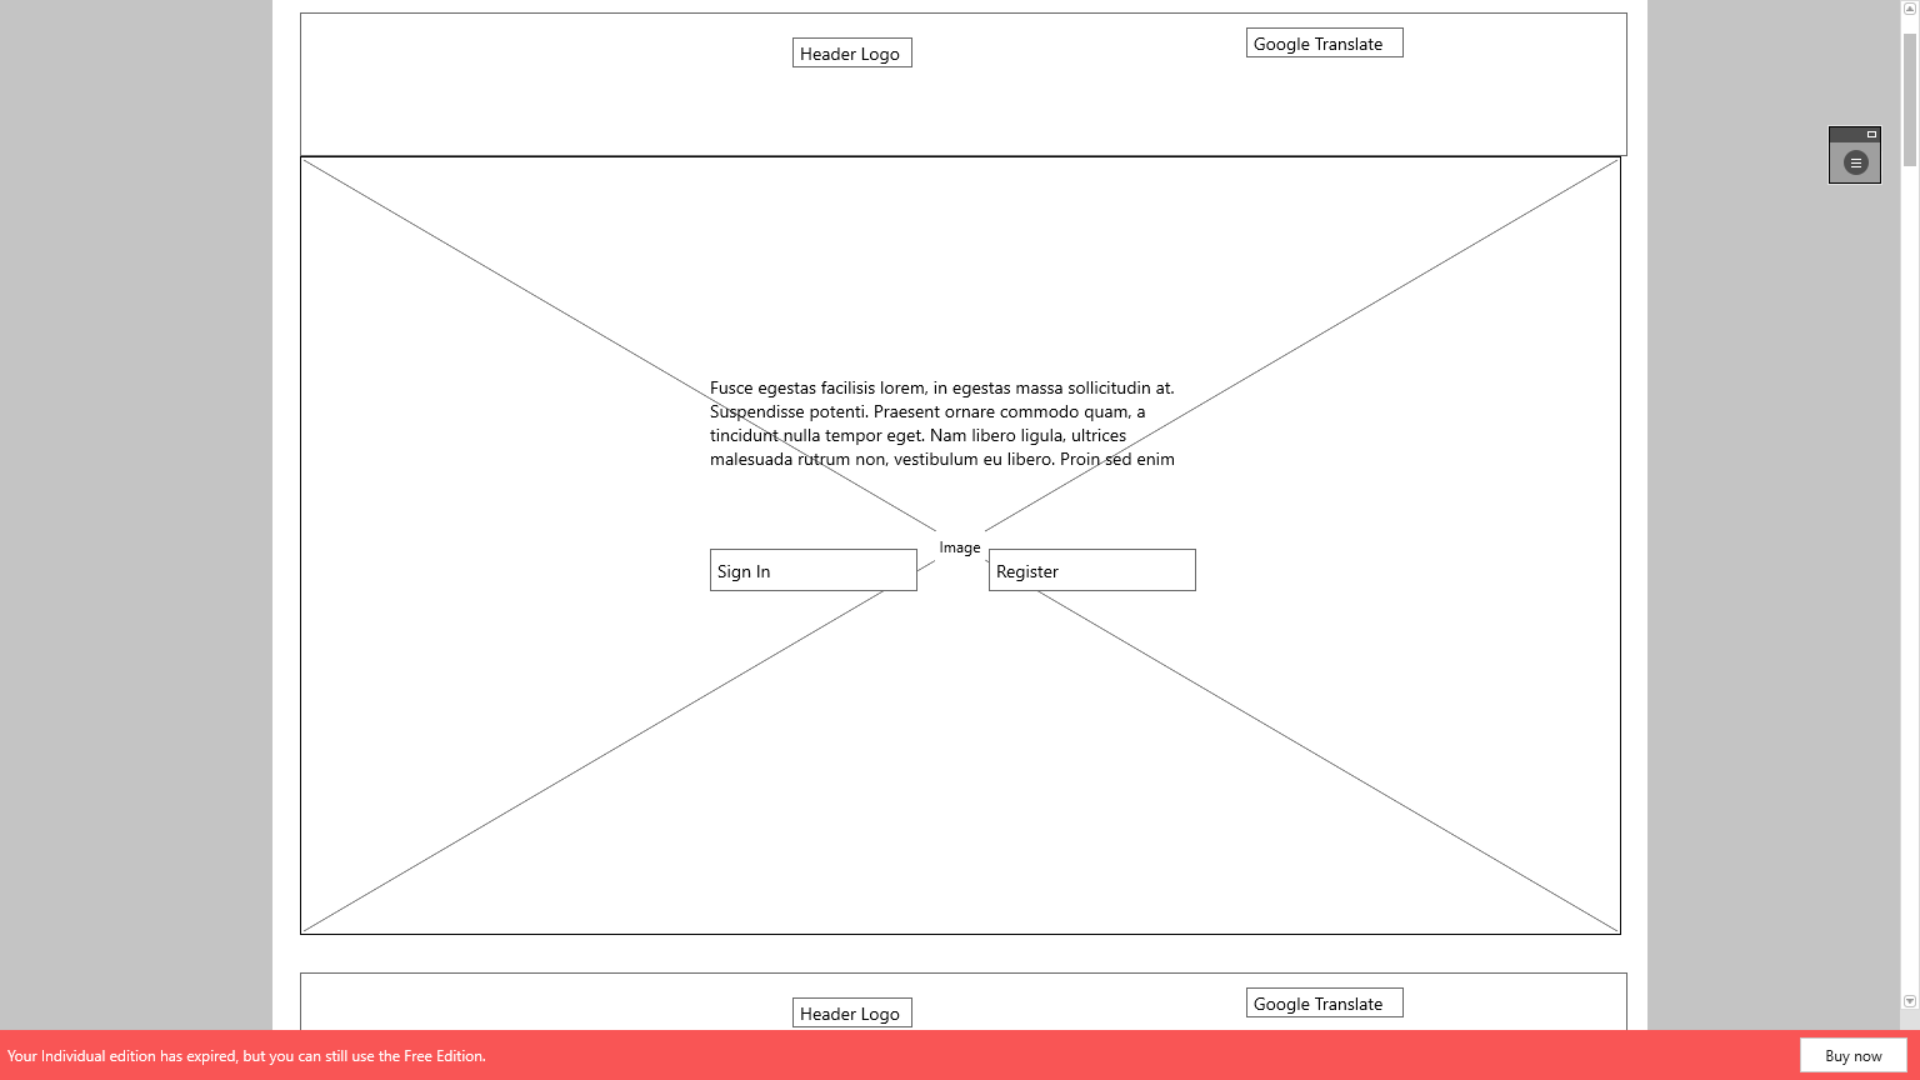 Header Logo
Google Translate
Fusce egestas facilisis lorem, in egestas massa sollicitudin at.
Suspendisse potenti. Praesent ornare commodo quam, a
tincidunt nulla tempor eget. Nam libero ligula, ultrices
malesuada rutrum non, vestibulum eu libero. Proin sed enim
Image
Sign In
Register
Header Logo
Google Translate
Your Individual edition has expired, but you can still use the Free Edition.
Buy now